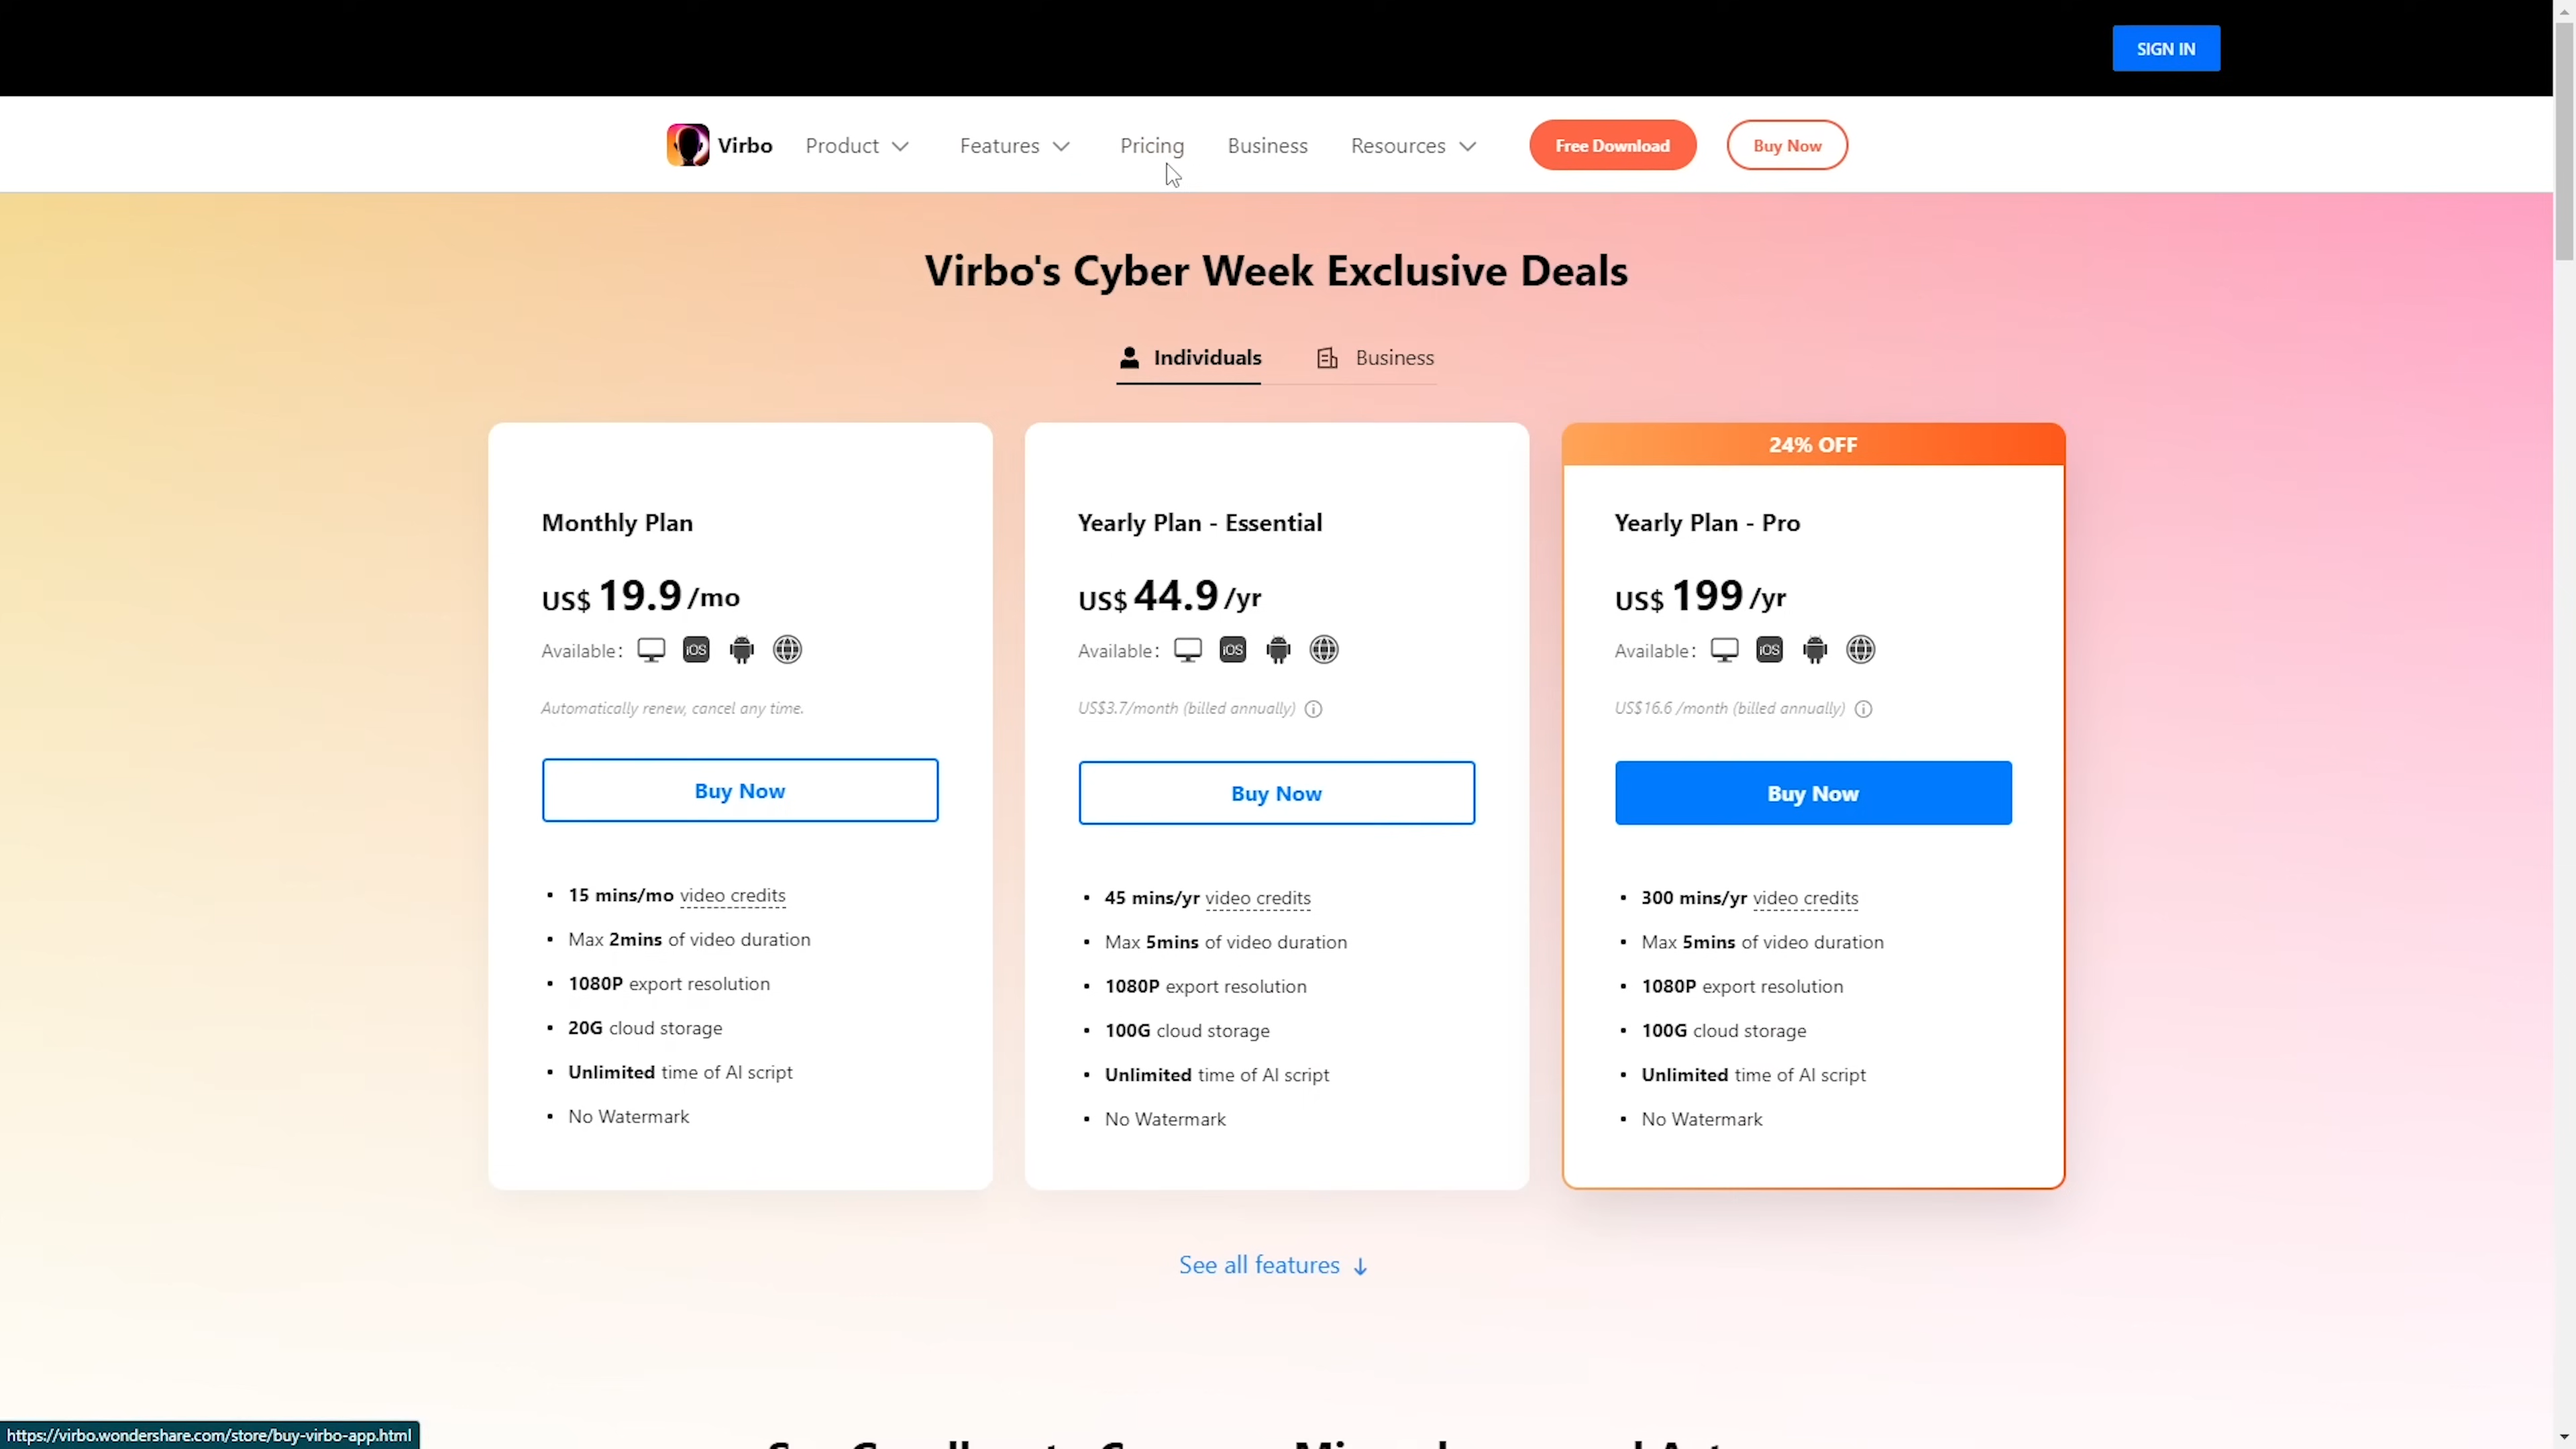 SIGN IN
Virbo Product Features Pricing Business Resources Free Download Buy Now
Virbo's Cyber Week Exclusive Deals
Individuals Business
Monthly Plan
US$ 19.9 /mo
Available: iOS
Automatically renew, cancel any time.
Buy Now
• 15 mins/mo video credits
• Max 2mins of video duration
• 1080P export resolution
• 20G cloud storage
• Unlimited time of AI script
• No Watermark
Yearly Plan - Essential
US$ 44.9 /yr
Available: iOS
US$3.7/month (billed annually)
Buy Now
• 45 mins/yr video credits
• Max 5mins of video duration
• 1080P export resolution
• 100G cloud storage
• Unlimited time of AI script
• No Watermark
24% OFF
Yearly Plan - Pro
US$ 199 /yr
Available: iOS
US$16.6 /month (billed annually)
Buy Now
• 300 mins/yr video credits
• Max 5mins of video duration
• 1080P export resolution
• 100G cloud storage
• Unlimited time of AI script
• No Watermark
See all features ↓
https://virbo.wondershare.com/store/buy-virbo-app.html